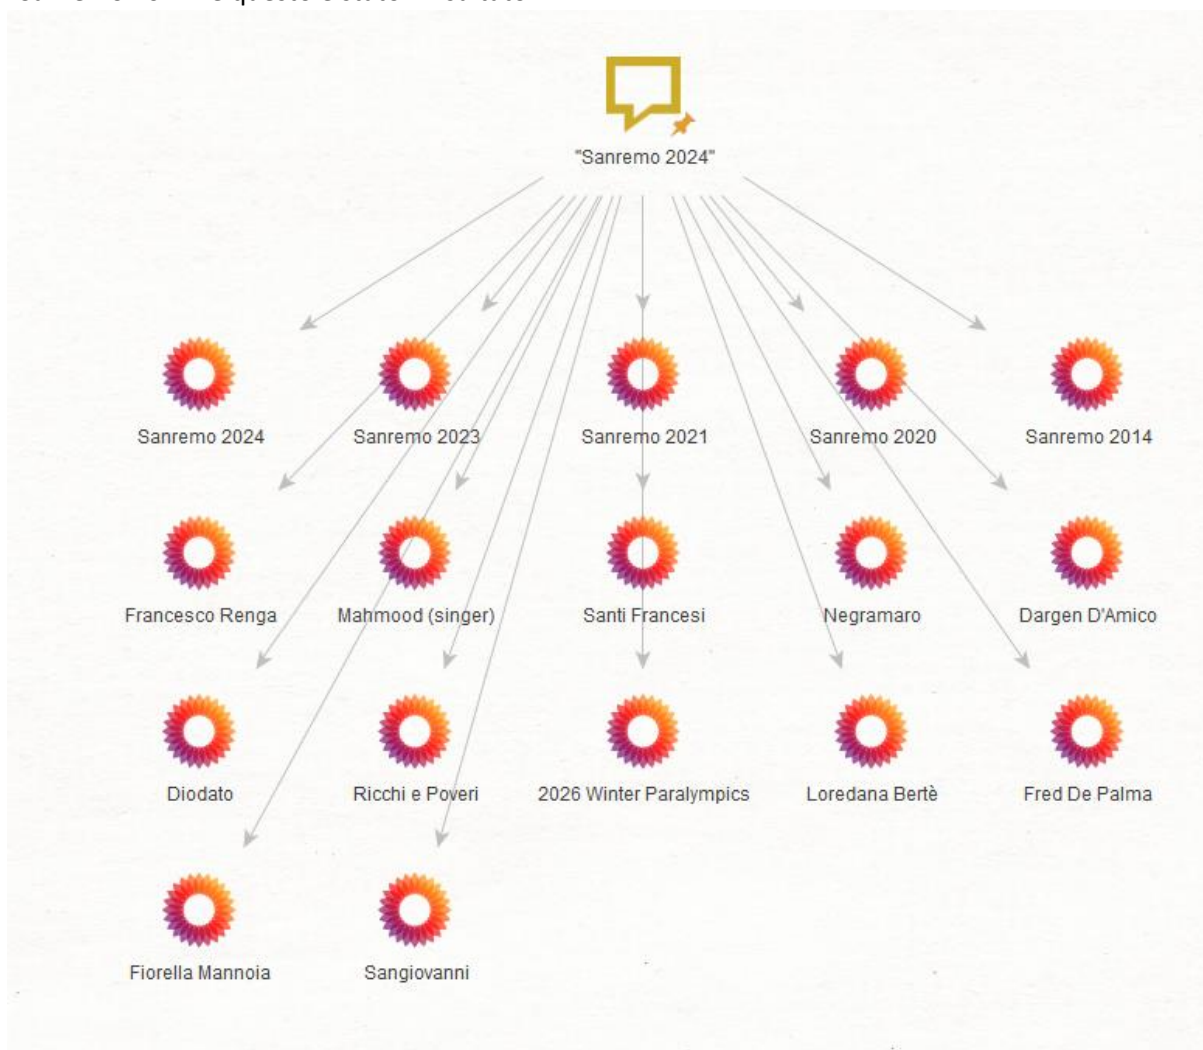 "Sanremo 2024"
Sanremo 2024 Sanremo 2023 Sanremo 2021 Sanremo 2020 Sanremo 2014
Francesco Renga Mahmood (singer) Santi Francesi Negramaro Dargen D'Amico
Diodato Ricchi e Poveri 2026 Winter Paralympics Loredana Bertè Fred De Palma
Fiorella Mannoia Sangiovanni